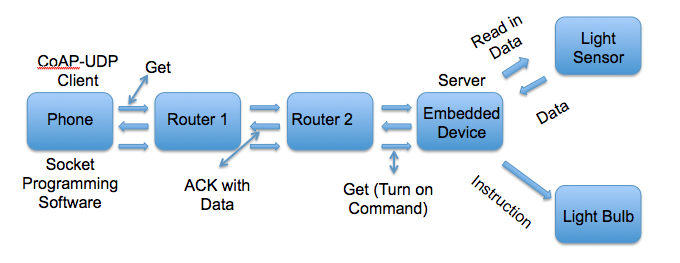 CoAP-UDP
Client
Get
Phone
Socket
Programming
Software
Router 1
ACK with
Data
Router 2
Get (Turn on
Command)
Server
Embedded
Device
Read in
Data
Light
Sensor
Data
Instruction
Light Bulb